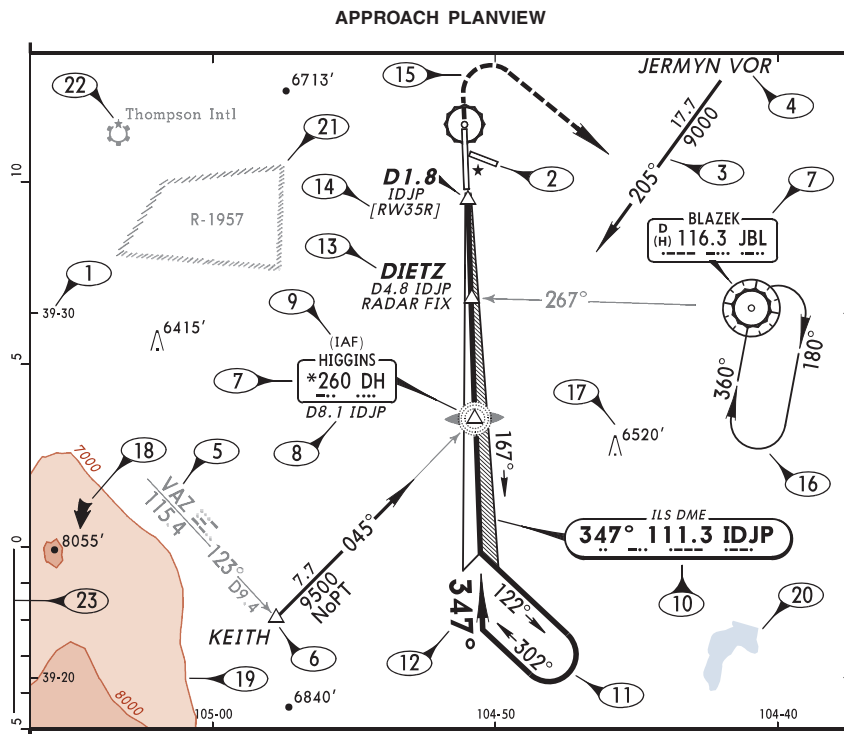 APPROACH PLANVIEW
22
Thompson Intl
6713'
15
JERMYN VOR
4
17.7
9000
205°
3
21
10
R-1957
14
D1.8
IDJP
[RW35R]
2
7
BLAZEK
D
(H) 116.3 JBL
13
DIETZ
D4.8 IDJP
RADAR FIX
267°
1
39-30
9
6415'
(IAF)
HIGGINS
*260 DH
D8.1 IDJP
7
8
5
360°
180°
17
6520'
16
167°
7000
18
5
VAZ
115.4
123°
D9.4
8055'
0
23
7.7
9500
NoPT
045°
KEITH
6
ILS DME
347° 111.3 IDJP
10
347°
12
122°
302°
11
20
39-20
19
8000
6840'
5
105-00
104-50
104-40